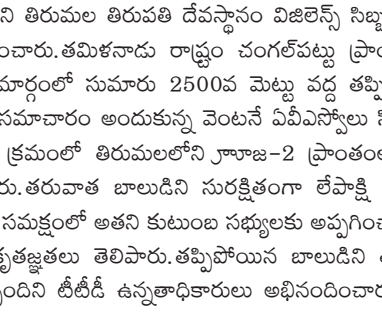 ని తిరుమల తిరుపతి దేవస్థానం విజిలెన్స్ సిబ్బ
ంచారు.తమిళనాడు రాష్ట్రం చంగల్‌పట్టు ప్రాం
మార్గంలో సుమారు 2500వ మెట్టు వద్ద తప్పి
సమాచారం అందుకున్న వెంటనే ఏవీఎస్వోలు
క్రమంలో తిరుమలలోని ప్రాంతంల
రు.తరువాత బాలుడిని సురక్షితంగా లేపాక్షి
సమక్షంలో అతని కుటుంబ సభ్యులకు అప్పగించ
కృతజ్ఞతలు తెలిపారు.తప్పిపోయిన బాలుడిని
ందిని టీటీడీ ఉన్నతాధికారులు అభినందించార